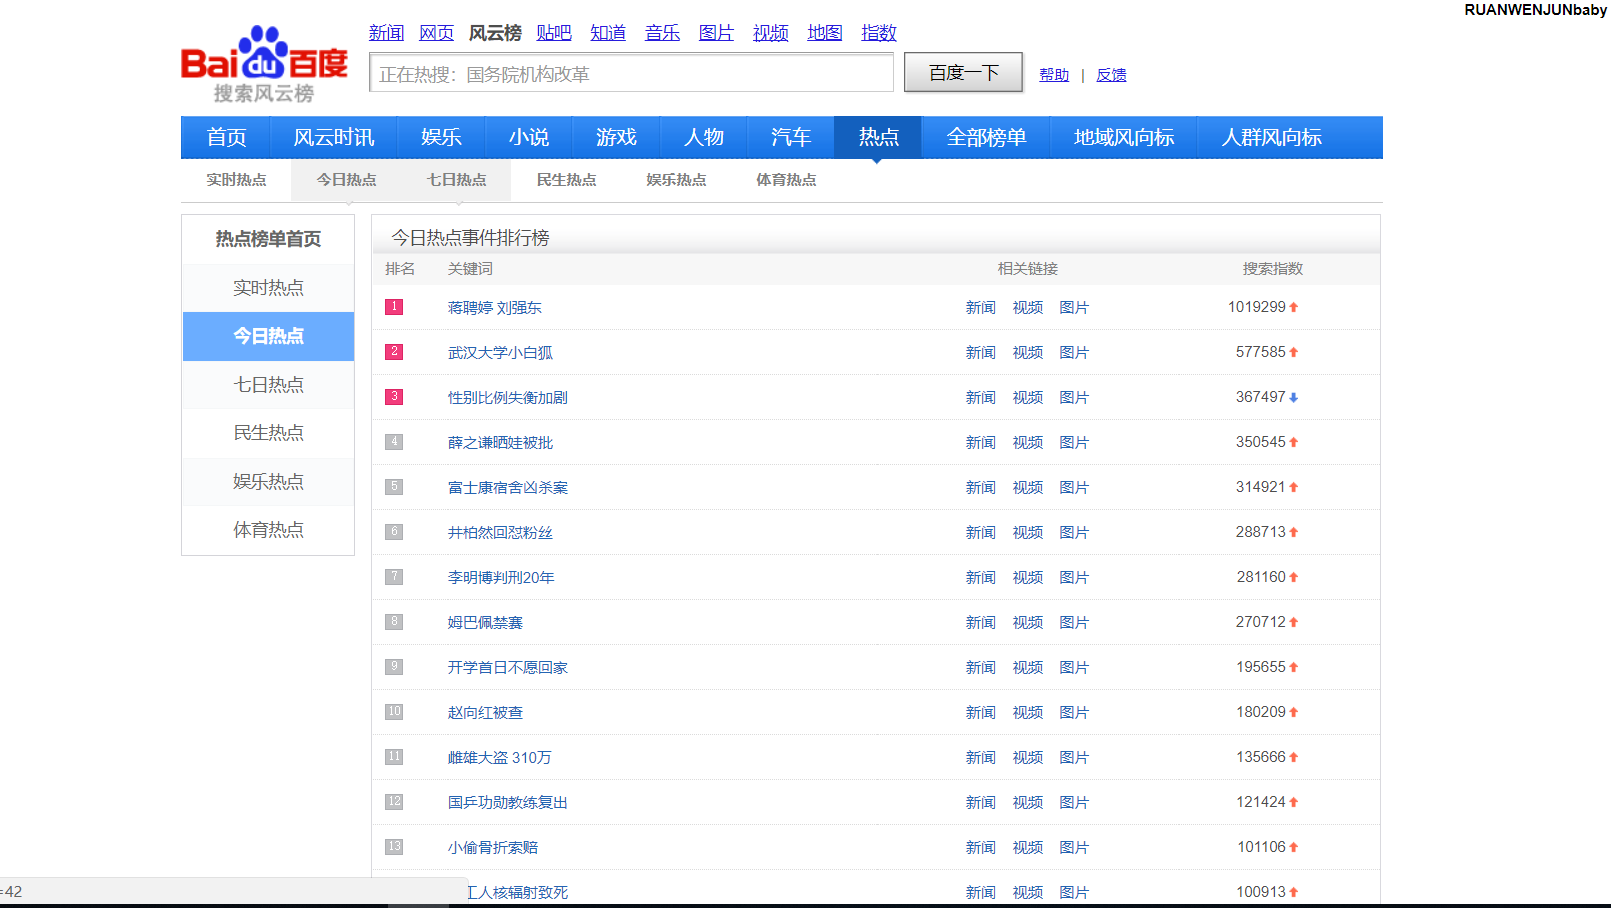 RUANWENJUNbaby
新闻 网页 风云榜 贴吧 知道 音乐 图片 视频 地图 指数
Bai du 百度
搜索风云榜
正在热搜：国务院机构改革
百度一下
帮助 | 反馈
首页 风云时讯 娱乐 小说 游戏 人物 汽车 热点 全部榜单 地域风向标 人群风向标
实时热点 今日热点 七日热点 民生热点 娱乐热点 体育热点
热点榜单首页
实时热点
今日热点
七日热点
民生热点
娱乐热点
体育热点
今日热点事件排行榜
排名 关键词 相关链接 搜索指数
1 蒋聘婷 刘强东 新闻 视频 图片 1019299
2 武汉大学小白狐 新闻 视频 图片 577585
3 性别比例失衡加剧 新闻 视频 图片 367497
4 薛之谦晒娃被批 新闻 视频 图片 350545
5 富士康宿舍凶杀案 新闻 视频 图片 314921
6 井柏然回怼粉丝 新闻 视频 图片 288713
7 李明博判刑20年 新闻 视频 图片 281160
8 姆巴佩禁赛 新闻 视频 图片 270712
9 开学首日不愿回家 新闻 视频 图片 195655
10 赵向红被查 新闻 视频 图片 180209
11 雌雄大盗 310万 新闻 视频 图片 135666
12 国乒功勋教练复出 新闻 视频 图片 121424
13 小偷骨折索赔 新闻 视频 图片 101106
工人核辐射致死 新闻 视频 图片 100913
=42